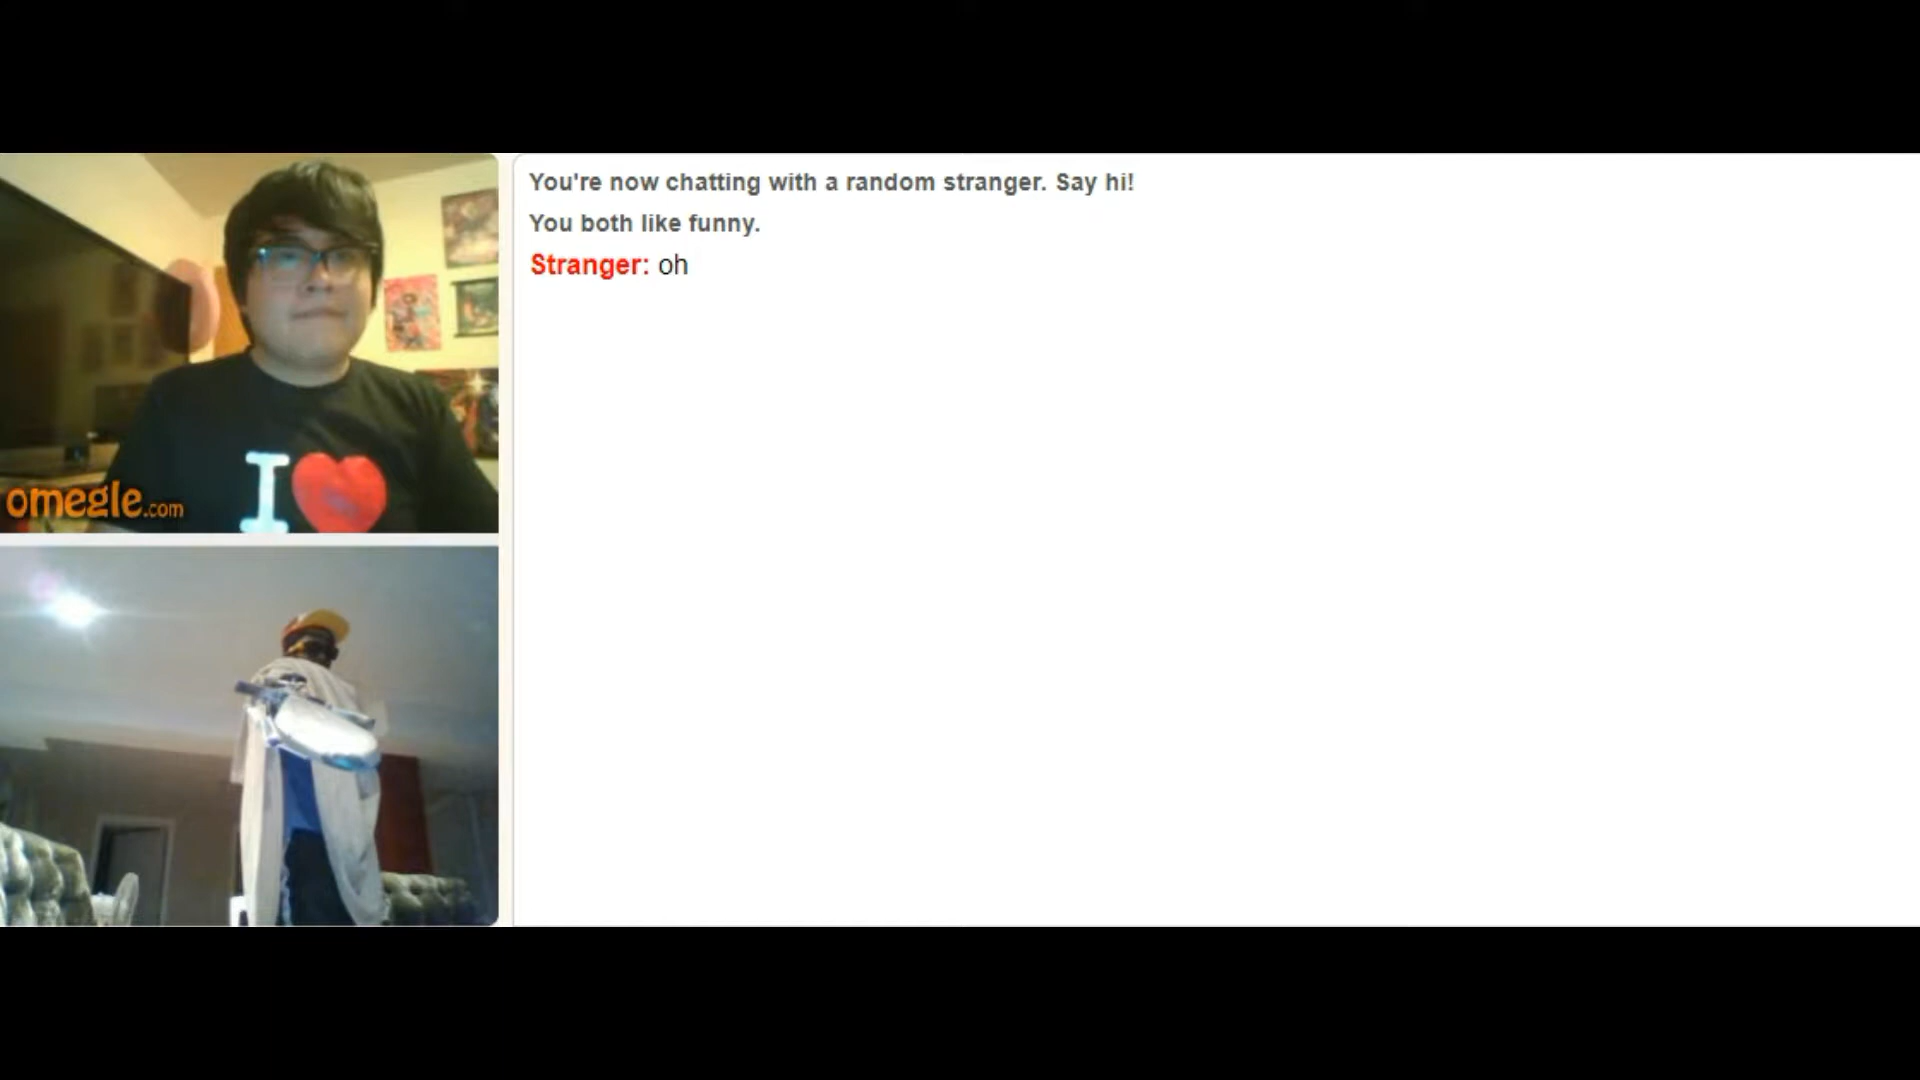 You're now chatting with a random stranger. Say hi!
You both like funny.
Stranger: oh
I
omegle.com